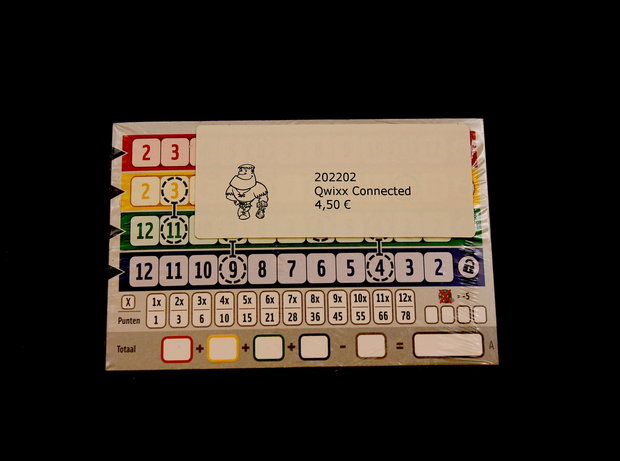 2 3
202202
Qwixx Connected
4,50 €
2 3
12 11
12 11 10 9 8 7 6 5 4 3 2
X 1x 2x 3x 4x 5x 6x 7x 8x 9x 10x 11x 12x = -5
Punten 1 3 6 10 15 21 28 36 45 55 66 78
Totaal + + + - = A